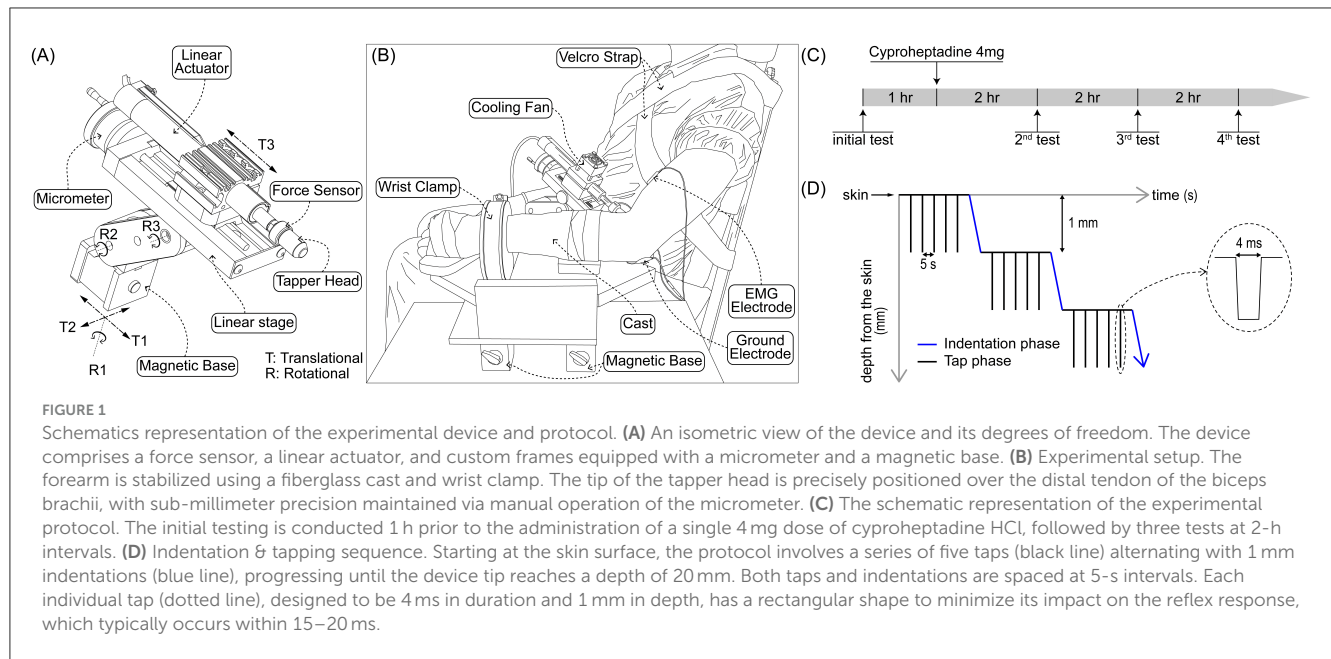 (A)
Linear
Actuator
T3
Force Sensor
Micrometer
R2
R3
Tapper Head
T2
T1
Linear stage
Magnetic Base
R1
T: Translational
R: Rotational
(B)
Velcro Strap
Cooling Fan
Wrist Clamp
EMG
Electrode
Cast
Ground
Electrode
Magnetic Base
(C)
Cyproheptadine 4mg
1 hr 2 hr 2 hr 2 hr
initial test 2nd test 3rd test 4th test
(D)
skin
time (s)
1 mm
5 s
4 ms
depth from the skin
(mm)
Indentation phase
Tap phase
FIGURE 1
Schematics representation of the experimental device and protocol. (A) An isometric view of the device and its degrees of freedom. The device
comprises a force sensor, a linear actuator, and custom frames equipped with a micrometer and a magnetic base. (B) Experimental setup. The
forearm is stabilized using a fiberglass cast and wrist clamp. The tip of the tapper head is precisely positioned over the distal tendon of the biceps
brachii, with sub-millimeter precision maintained via manual operation of the micrometer. (C) The schematic representation of the experimental
protocol. The initial testing is conducted 1 h prior to the administration of a single 4 mg dose of cyproheptadine HCl, followed by three tests at 2-h
intervals. (D) Indentation & tapping sequence. Starting at the skin surface, the protocol involves a series of five taps (black line) alternating with 1 mm
indentations (blue line), progressing until the device tip reaches a depth of 20 mm. Both taps and indentations are spaced at 5-s intervals. Each
individual tap (dotted line), designed to be 4 ms in duration and 1 mm in depth, has a rectangular shape to minimize its impact on the reflex response,
which typically occurs within 15–20 ms.